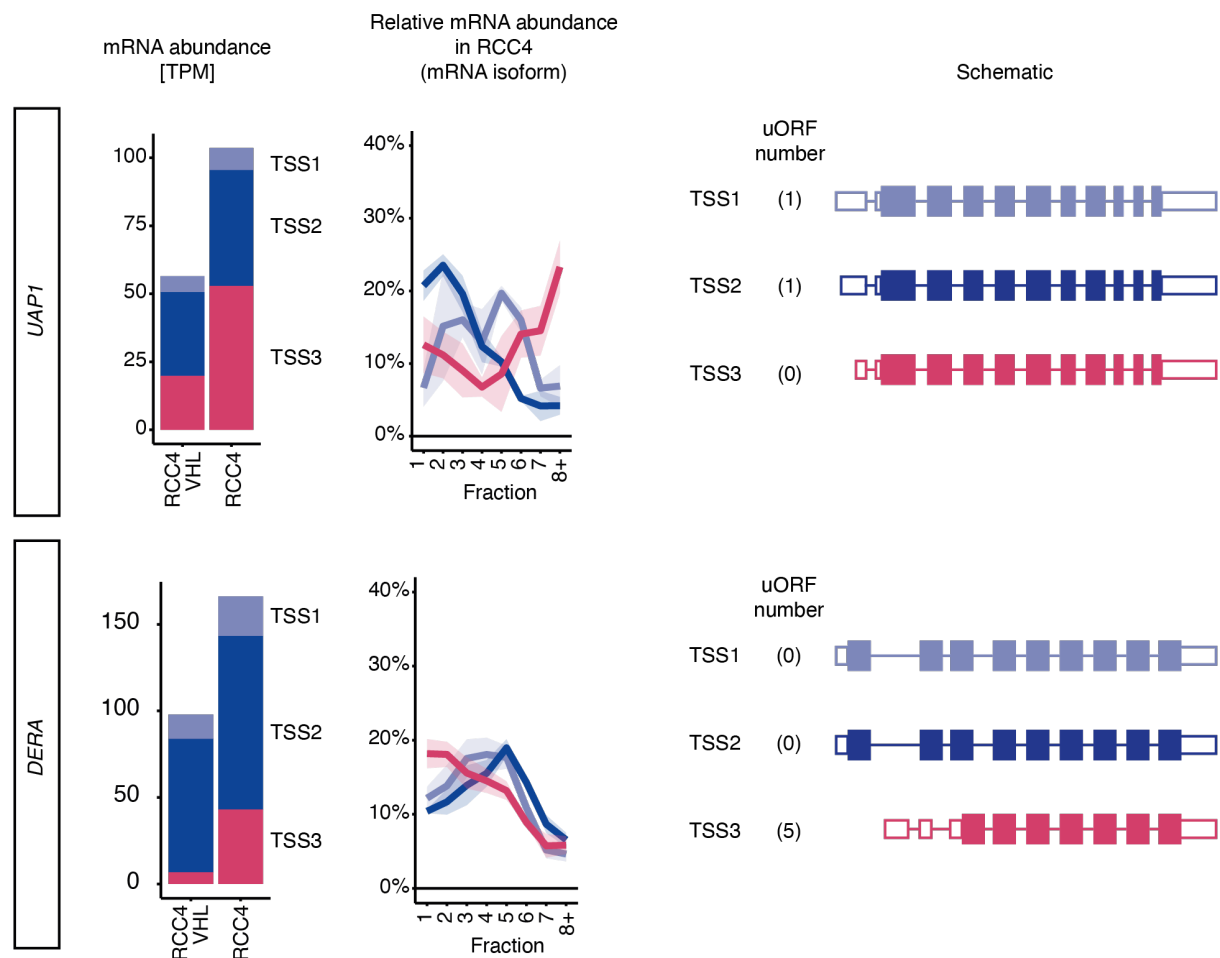 mRNA abundance
[TPM]
Relative mRNA abundance
in RCC4
(mRNA isoform)
Schematic
UAP1
100
75
50
25
0
TSS1
TSS2
TSS3
RCC4
VHL
RCC4
40%
30%
20%
10%
0%
1
2
3
4
5
6
7
8+
Fraction
uORF
number
TSS1 (1)
TSS2 (1)
TSS3 (0)
DERA
150
100
50
0
TSS1
TSS2
TSS3
RCC4
VHL
RCC4
40%
30%
20%
10%
0%
1
2
3
4
5
6
7
8+
Fraction
uORF
number
TSS1 (0)
TSS2 (0)
TSS3 (5)